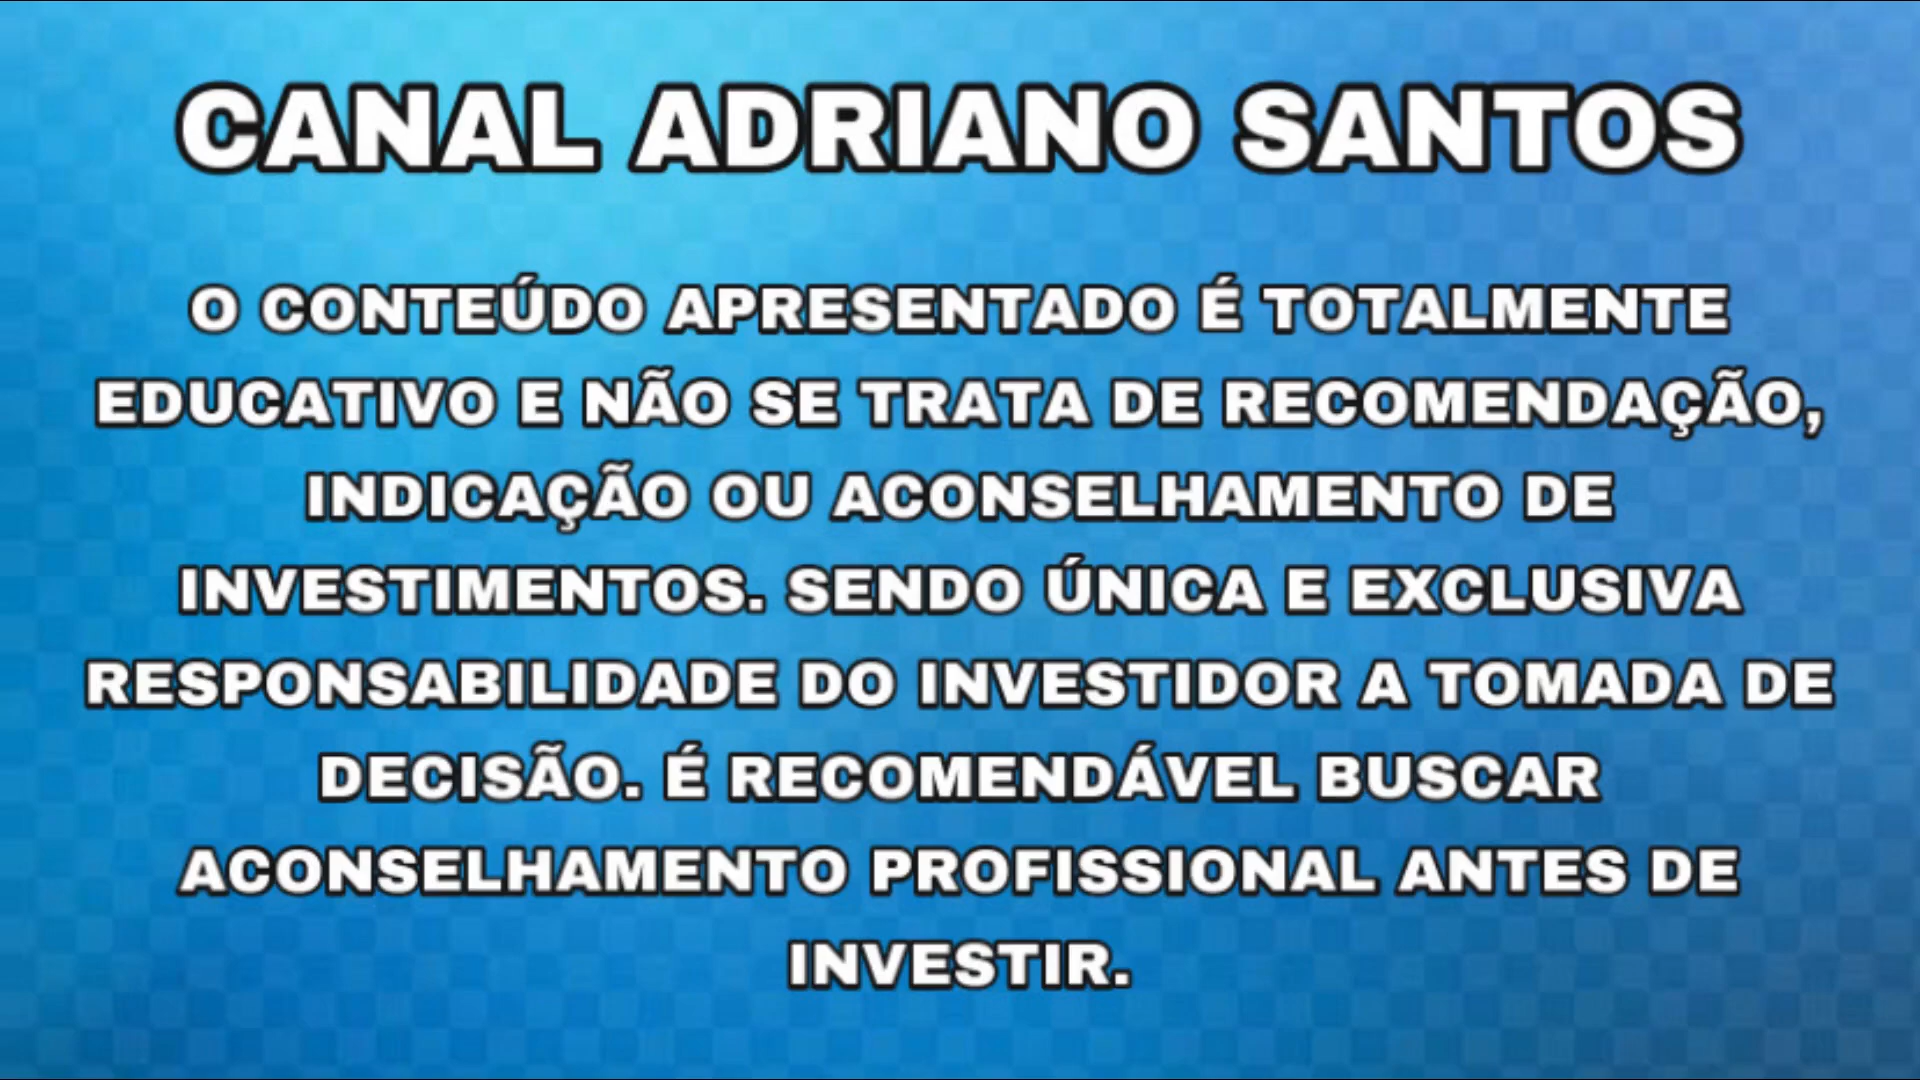 CANAL ADRIANO SANTOS
O CONTEÚDO APRESENTADO É TOTALMENTE
EDUCATIVO E NÃO SE TRATA DE RECOMENDAÇÃO,
INDICAÇÃO OU ACONSELHAMENTO DE
INVESTIMENTOS. SENDO ÚNICA E EXCLUSIVA
RESPONSABILIDADE DO INVESTIDOR A TOMADA DE
DECISÃO. É RECOMENDÁVEL BUSCAR
ACONSELHAMENTO PROFISSIONAL ANTES DE
INVESTIR.